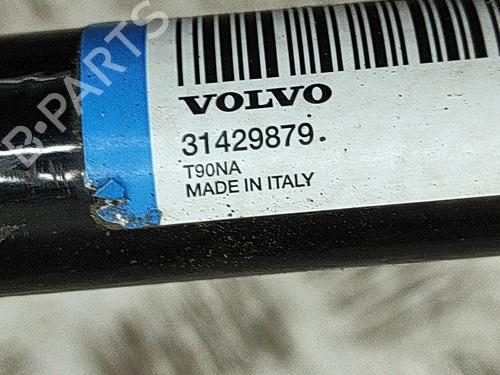 B-PARTS
VOLVO
31429879.
T90NA
MADE IN ITALY